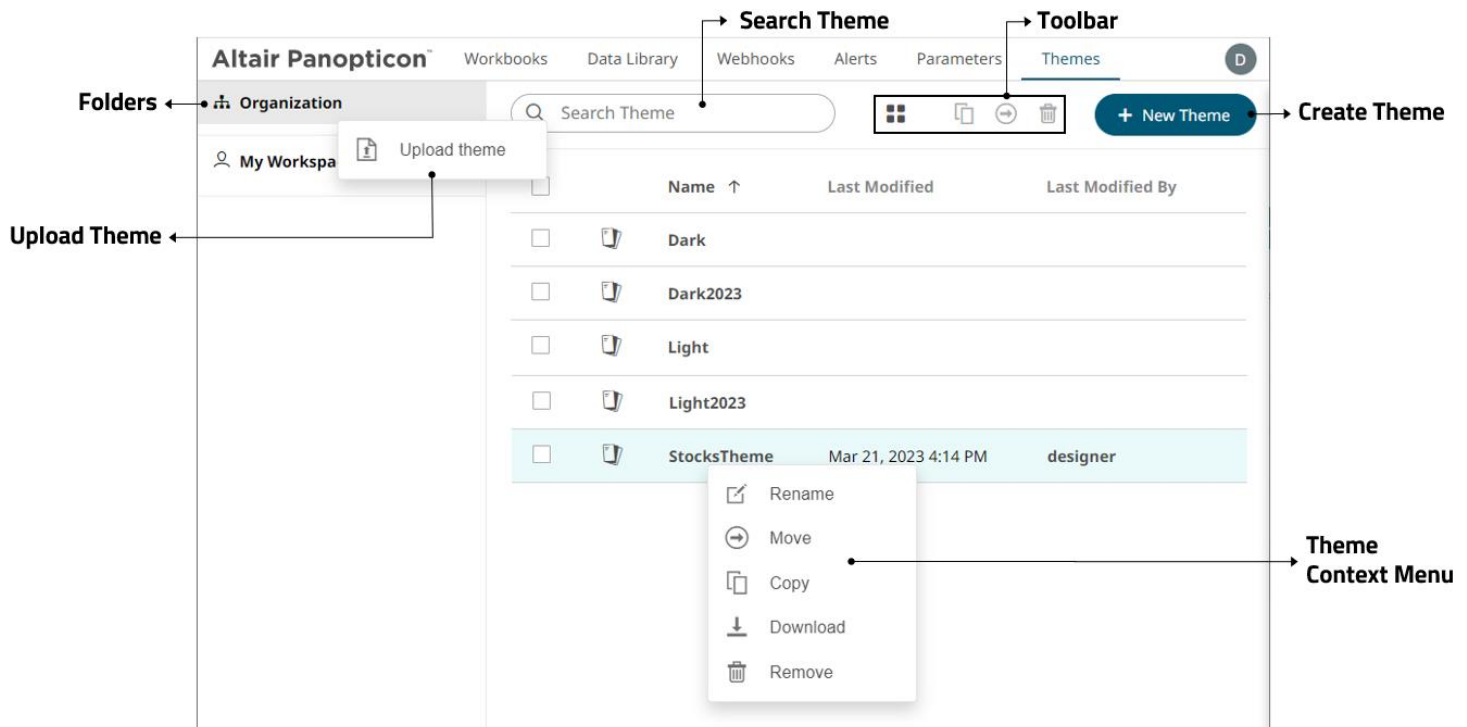 Search Theme
Toolbar
Altair Panopticon™
Workbooks
Data Library
Webhooks
Alerts
Parameters
Themes
D
Folders
Organization
Search Theme
+ New Theme
Create Theme
Upload theme
My Workspa
Upload Theme
Name ↑
Last Modified
Last Modified By
Dark
Dark2023
Light
Light2023
StocksTheme
Mar 21, 2023 4:14 PM
designer
Rename
Move
Copy
Download
Remove
Theme
Context Menu